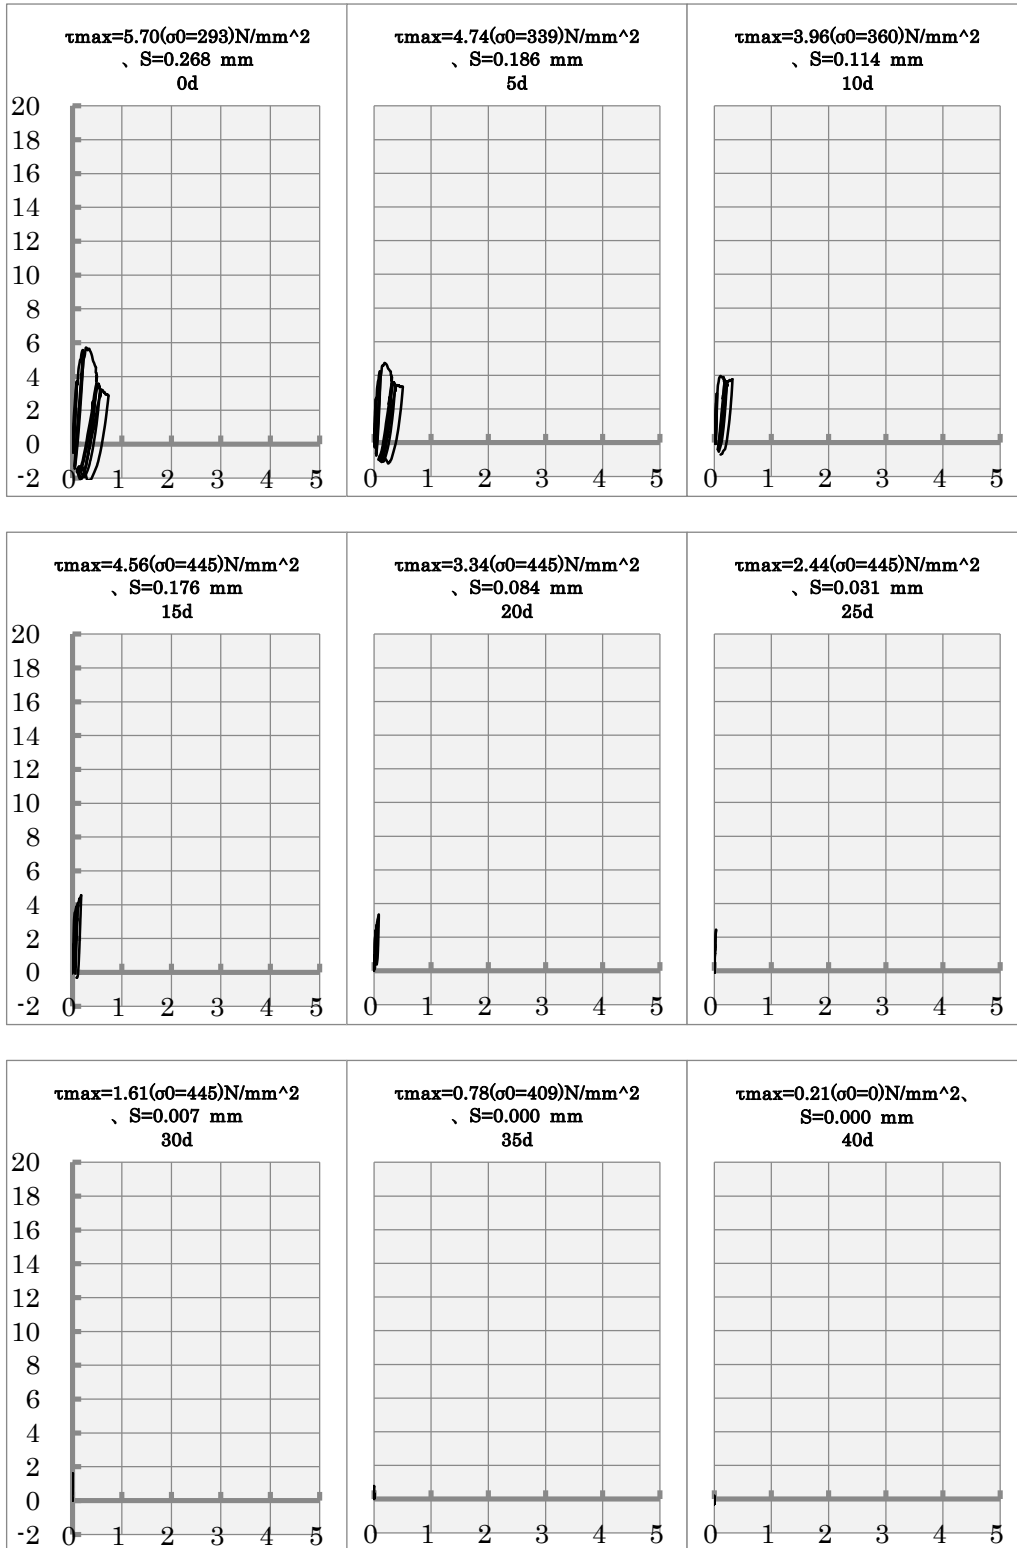 τmax=5.70(σ0=293)N/mm^2
、S=0.268 mm
0d
20
18
16
14
12
10
8
6
4
2
0
-2
0 1 2 3 4 5
τmax=4.74(σ0=339)N/mm^2
、S=0.186 mm
5d
0 1 2 3 4 5
τmax=3.96(σ0=360)N/mm^2
、S=0.114 mm
10d
0 1 2 3 4 5
τmax=4.56(σ0=445)N/mm^2
、S=0.176 mm
15d
20
18
16
14
12
10
8
6
4
2
0
-2
0 1 2 3 4 5
τmax=3.34(σ0=445)N/mm^2
、S=0.084 mm
20d
0 1 2 3 4 5
τmax=2.44(σ0=445)N/mm^2
、S=0.031 mm
25d
0 1 2 3 4 5
τmax=1.61(σ0=445)N/mm^2
、S=0.007 mm
30d
20
18
16
14
12
10
8
6
4
2
0
-2
0 1 2 3 4 5
τmax=0.78(σ0=409)N/mm^2
、S=0.000 mm
35d
0 1 2 3 4 5
τmax=0.21(σ0=0)N/mm^2、
S=0.000 mm
40d
0 1 2 3 4 5